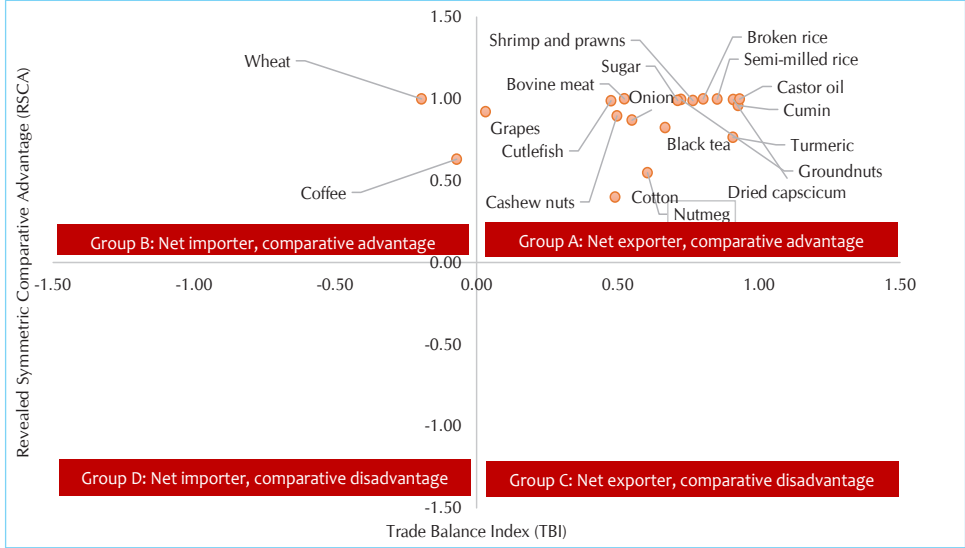 1.50
Broken rice
Shrimp and prawns
Semi-milled rice
Wheat
Sugar
Bovine meat
Castor oil
1.00
Onion
Cumin
Grapes
Black tea
Turmeric
Cutlefish
Groundnuts
0.50
Coffee
Dried capscicum
Cashew nuts
Cotton
Nutmeg
Group B: Net importer, comparative advantage
Group A: Net exporter, comparative advantage
0.00
-1.50
-1.00
-0.50
0.00
0.50
1.00
1.50
-0.50
-1.00
Group D: Net importer, comparative disadvantage
Group C: Net exporter, comparative disadvantage
-1.50
Trade Balance Index (TBI)
Revealed Symmetric Comparative Advantage (RSCA)